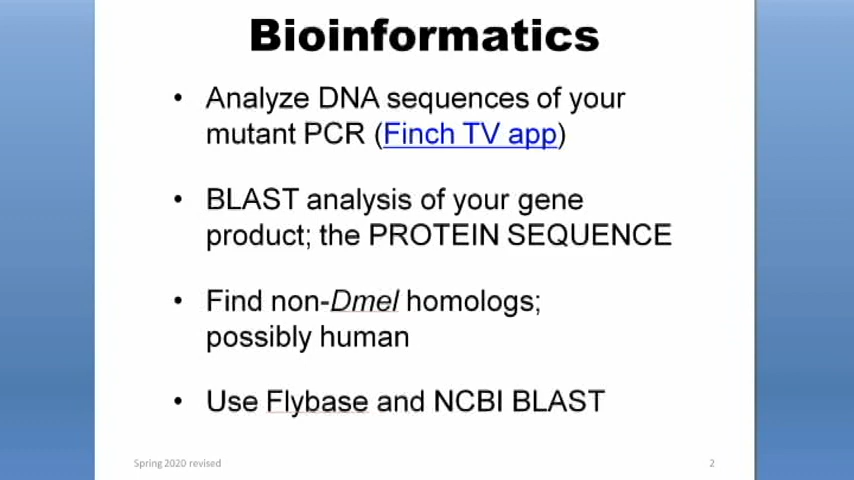 Bioinformatics
• Analyze DNA sequences of your
mutant PCR (Finch TV app)
• BLAST analysis of your gene
product; the PROTEIN SEQUENCE
• Find non-Dmel homologs;
possibly human
• Use Flybase and NCBI BLAST
Spring 2020 revised
2